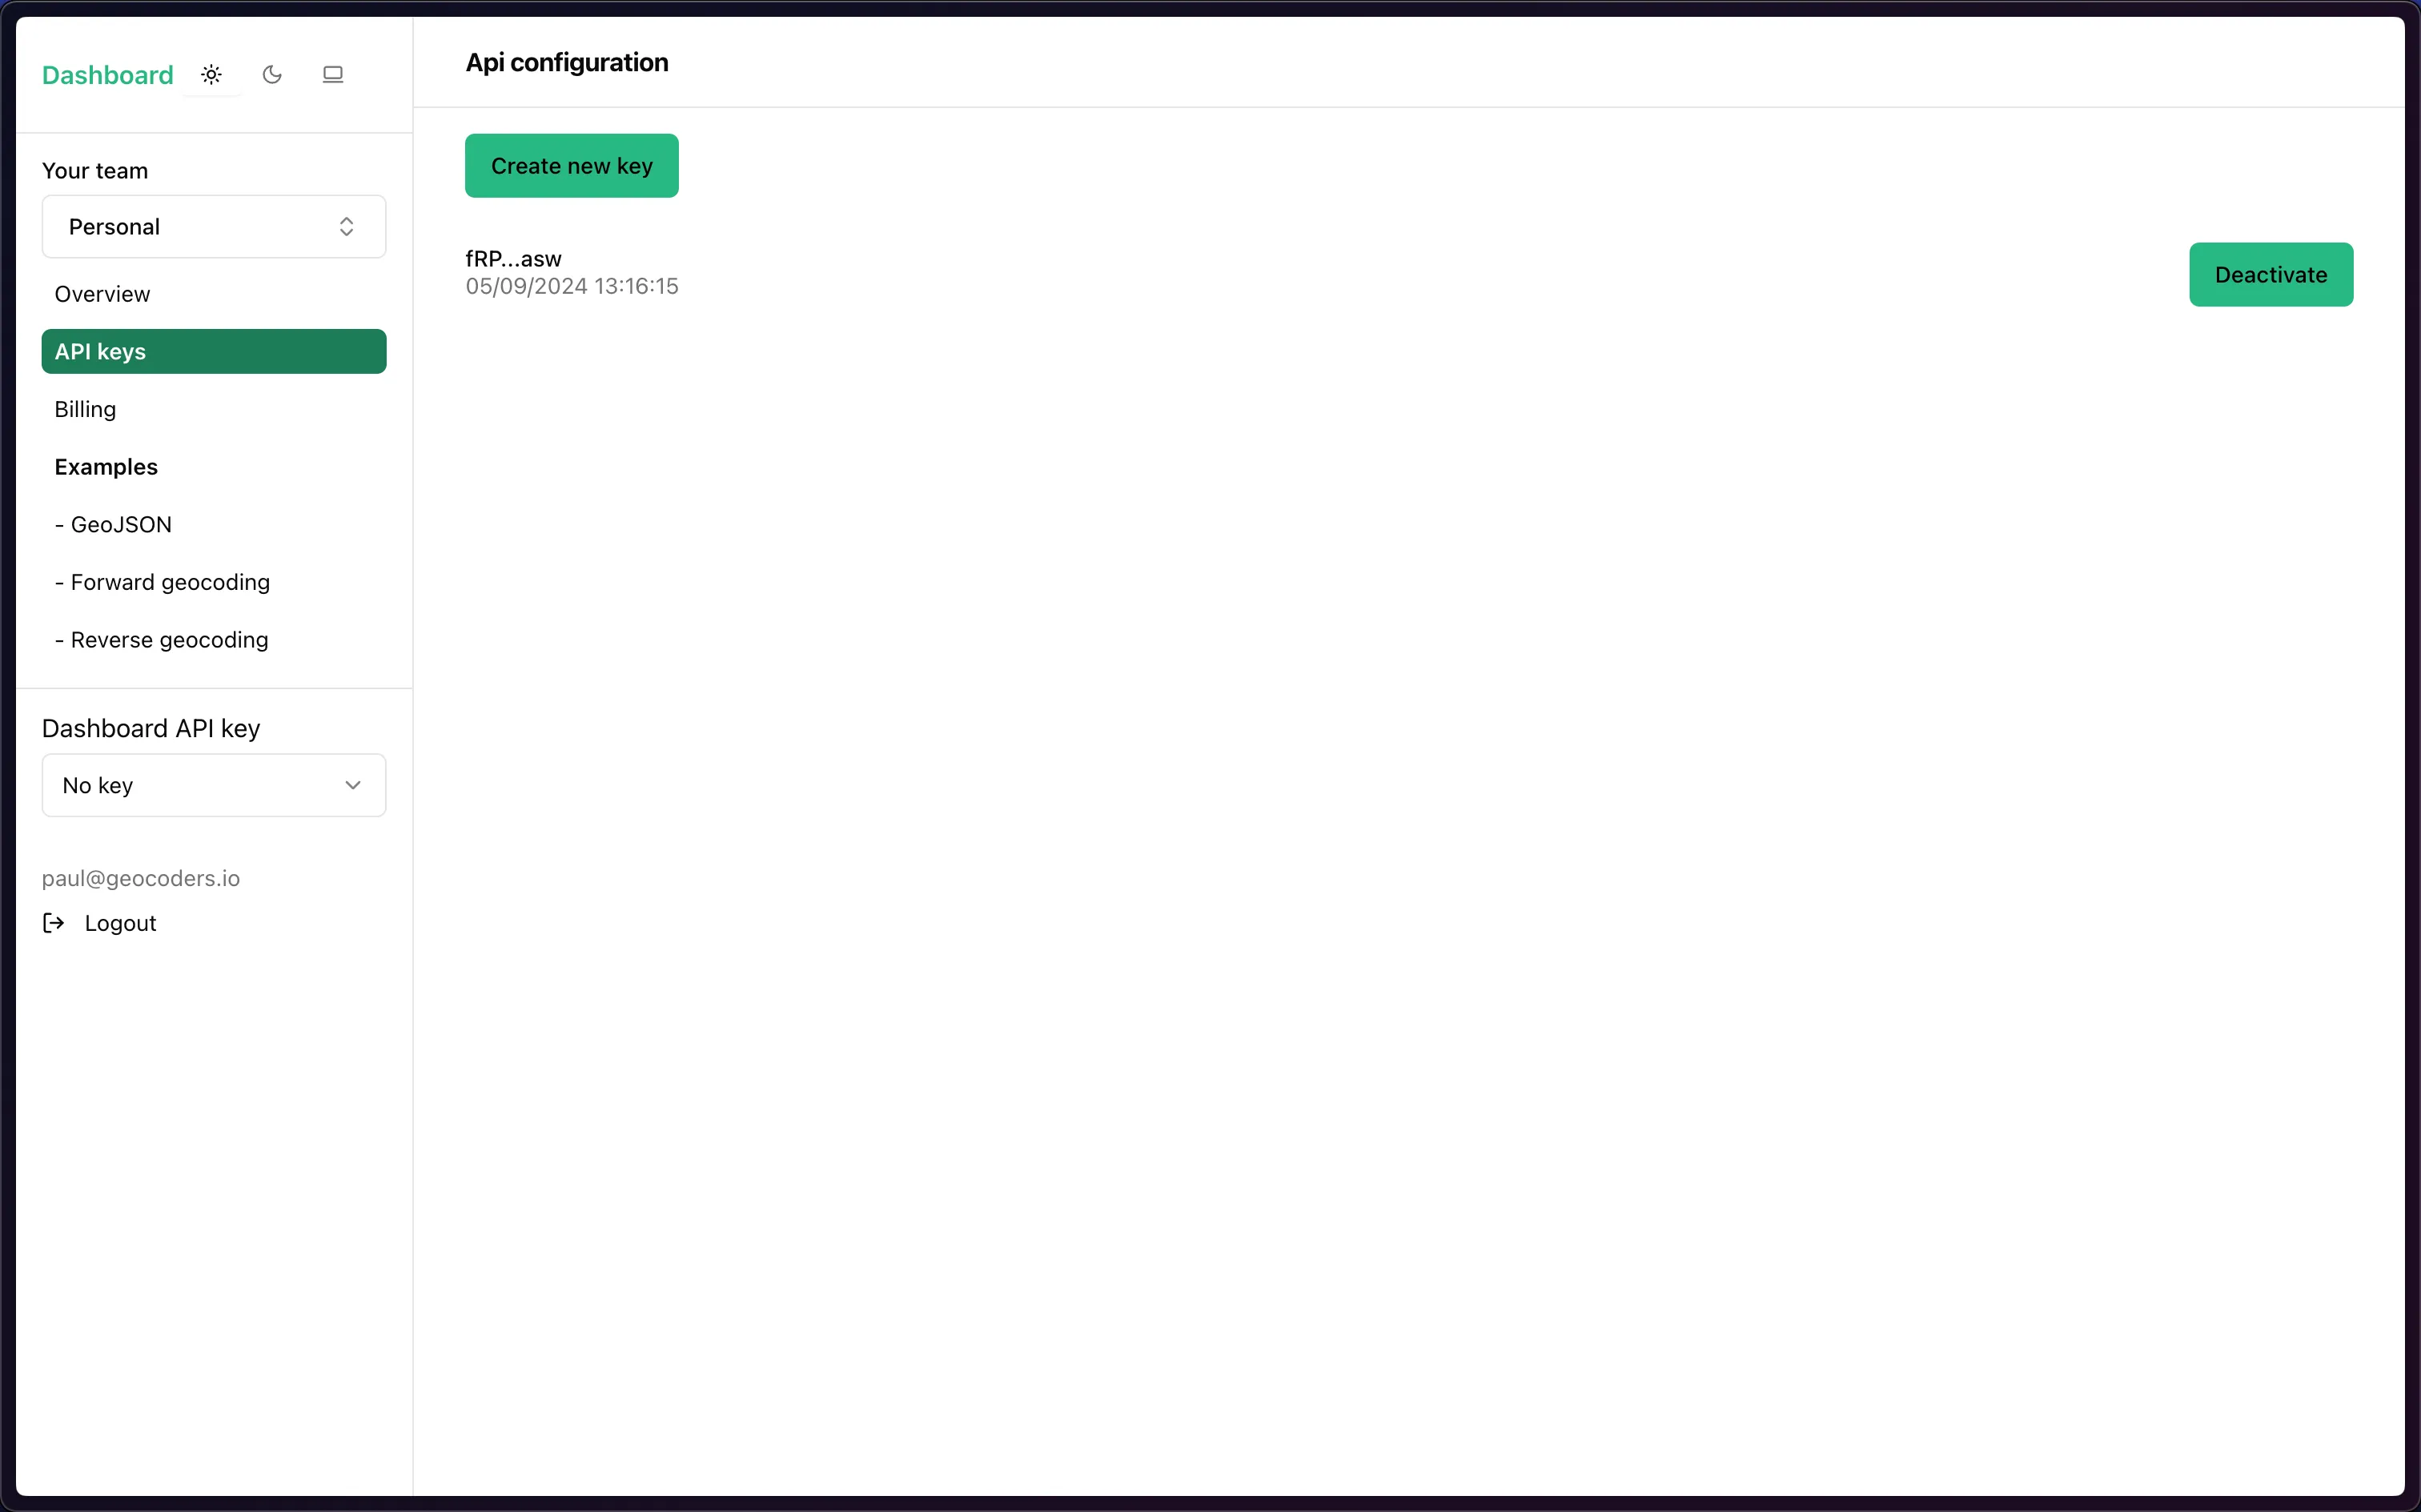 Dashboard
Your team
Personal
Overview
API keys
Billing
Examples
- GeoJSON
- Forward geocoding
- Reverse geocoding
Dashboard API key
No key
paul@geocoders.io
Logout
Api configuration
Create new key
fRP...asw
05/09/2024 13:16:15
Deactivate